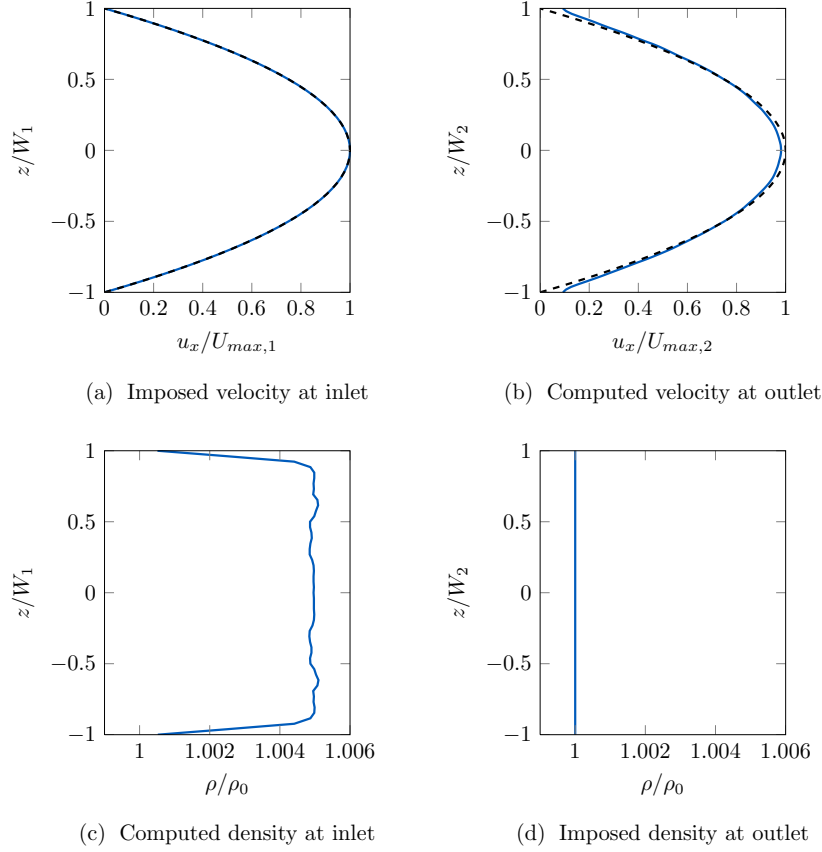 1
0.5
0
−0.5
−1
z/W1
0 0.2 0.4 0.6 0.8 1
ux/Umax,1
(a) Imposed velocity at inlet
1
0.5
0
−0.5
−1
z/W2
0 0.2 0.4 0.6 0.8 1
ux/Umax,2
(b) Computed velocity at outlet
1
0.5
0
−0.5
−1
z/W1
1 1.002 1.004 1.006
ρ/ρ0
(c) Computed density at inlet
1
0.5
0
−0.5
−1
z/W2
1 1.002 1.004 1.006
ρ/ρ0
(d) Imposed density at outlet